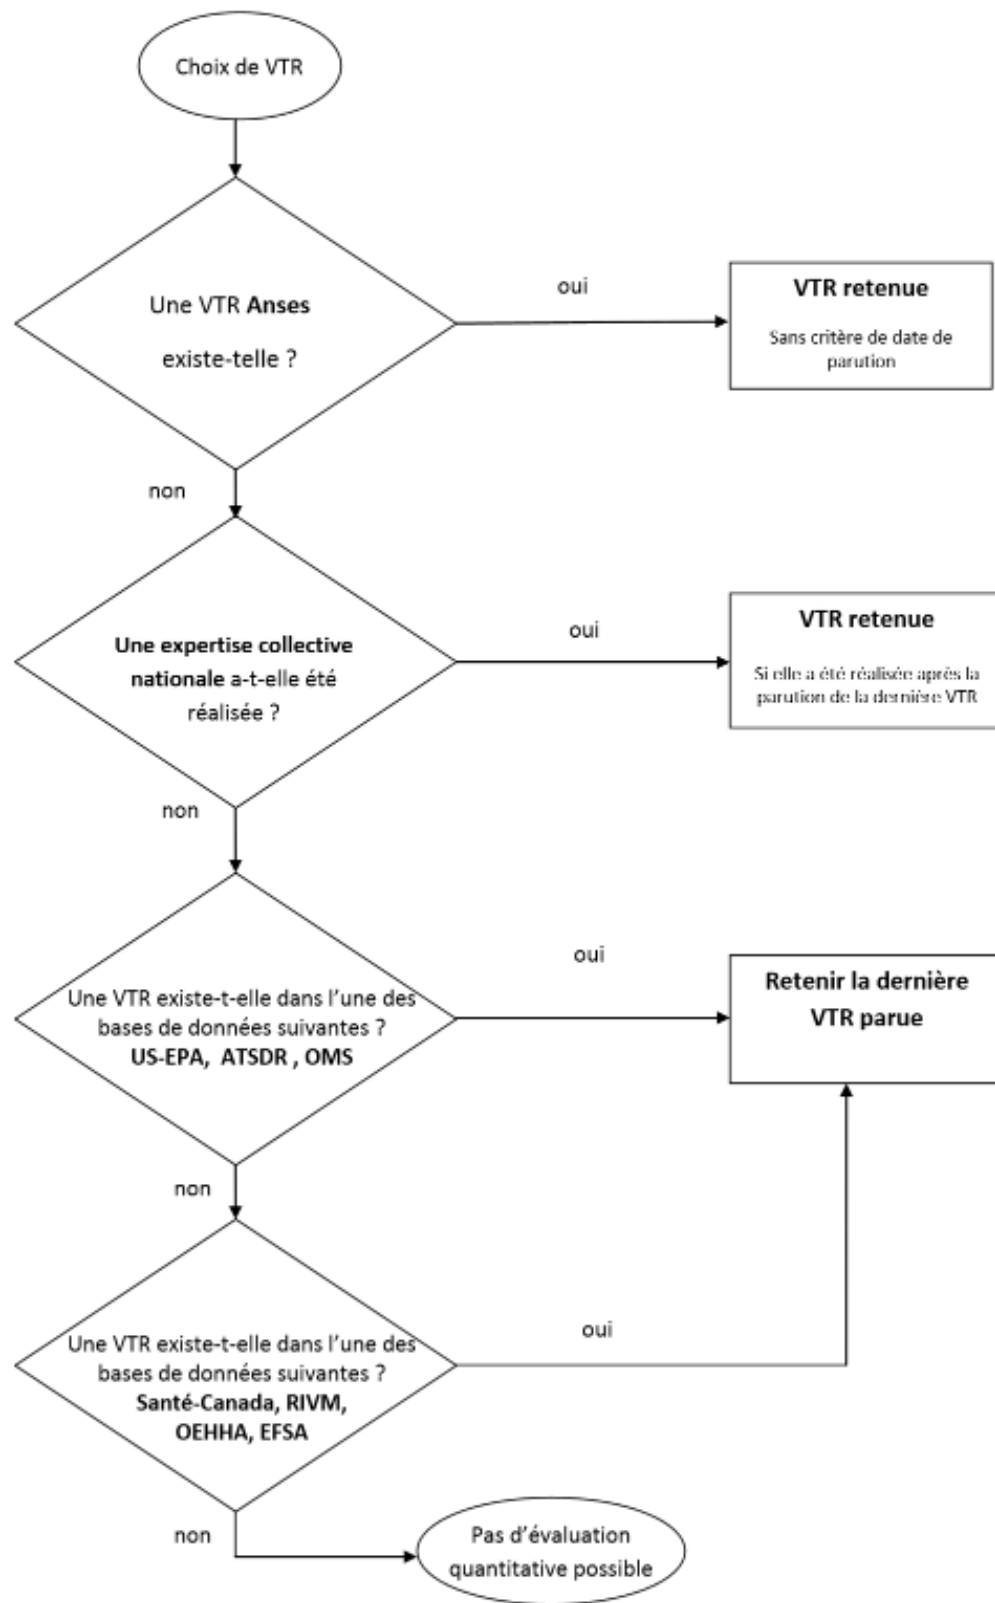 Choix de VTR
Une VTR Anses
existe-telle ?
oui
VTR retenue
Sans critère de date de
parution
non
Une expertise collective
nationale a-t-elle été
réalisée ?
oui
VTR retenue
Si elle a été réalisée après la
parution de la dernière VTR
non
Une VTR existe-t-elle dans l'une des
bases de données suivantes ?
US-EPA, ATSDR , OMS
oui
Retenir la dernière
VTR parue
non
Une VTR existe-t-elle dans l'une des
bases de données suivantes ?
Santé-Canada, RIVM,
OEHHA, EFSA
oui
non
Pas d'évaluation
quantitative possible